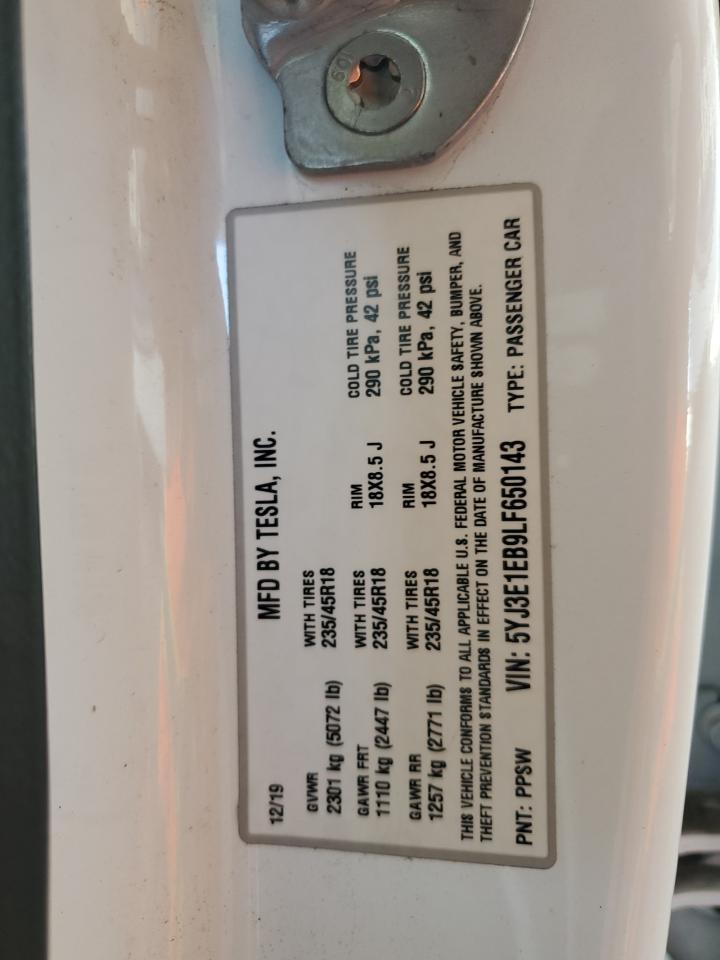 10.9
12/19 MFD BY TESLA, INC.
GVWR WITH TIRES
2301 kg (5072 lb) 235/45R18
GAWR FRT WITH TIRES RIM COLD TIRE PRESSURE
1110 kg (2447 lb) 235/45R18 18X8.5 J 290 kPa, 42 psi
GAWR RR WITH TIRES RIM COLD TIRE PRESSURE
1257 kg (2771 lb) 235/45R18 18X8.5 J 290 kPa, 42 psi
THIS VEHICLE CONFORMS TO ALL APPLICABLE U.S. FEDERAL MOTOR VEHICLE SAFETY, BUMPER, AND
THEFT PREVENTION STANDARDS IN EFFECT ON THE DATE OF MANUFACTURE SHOWN ABOVE.
PNT: PPSW VIN: 5YJ3E1EB9LF650143 TYPE: PASSENGER CAR